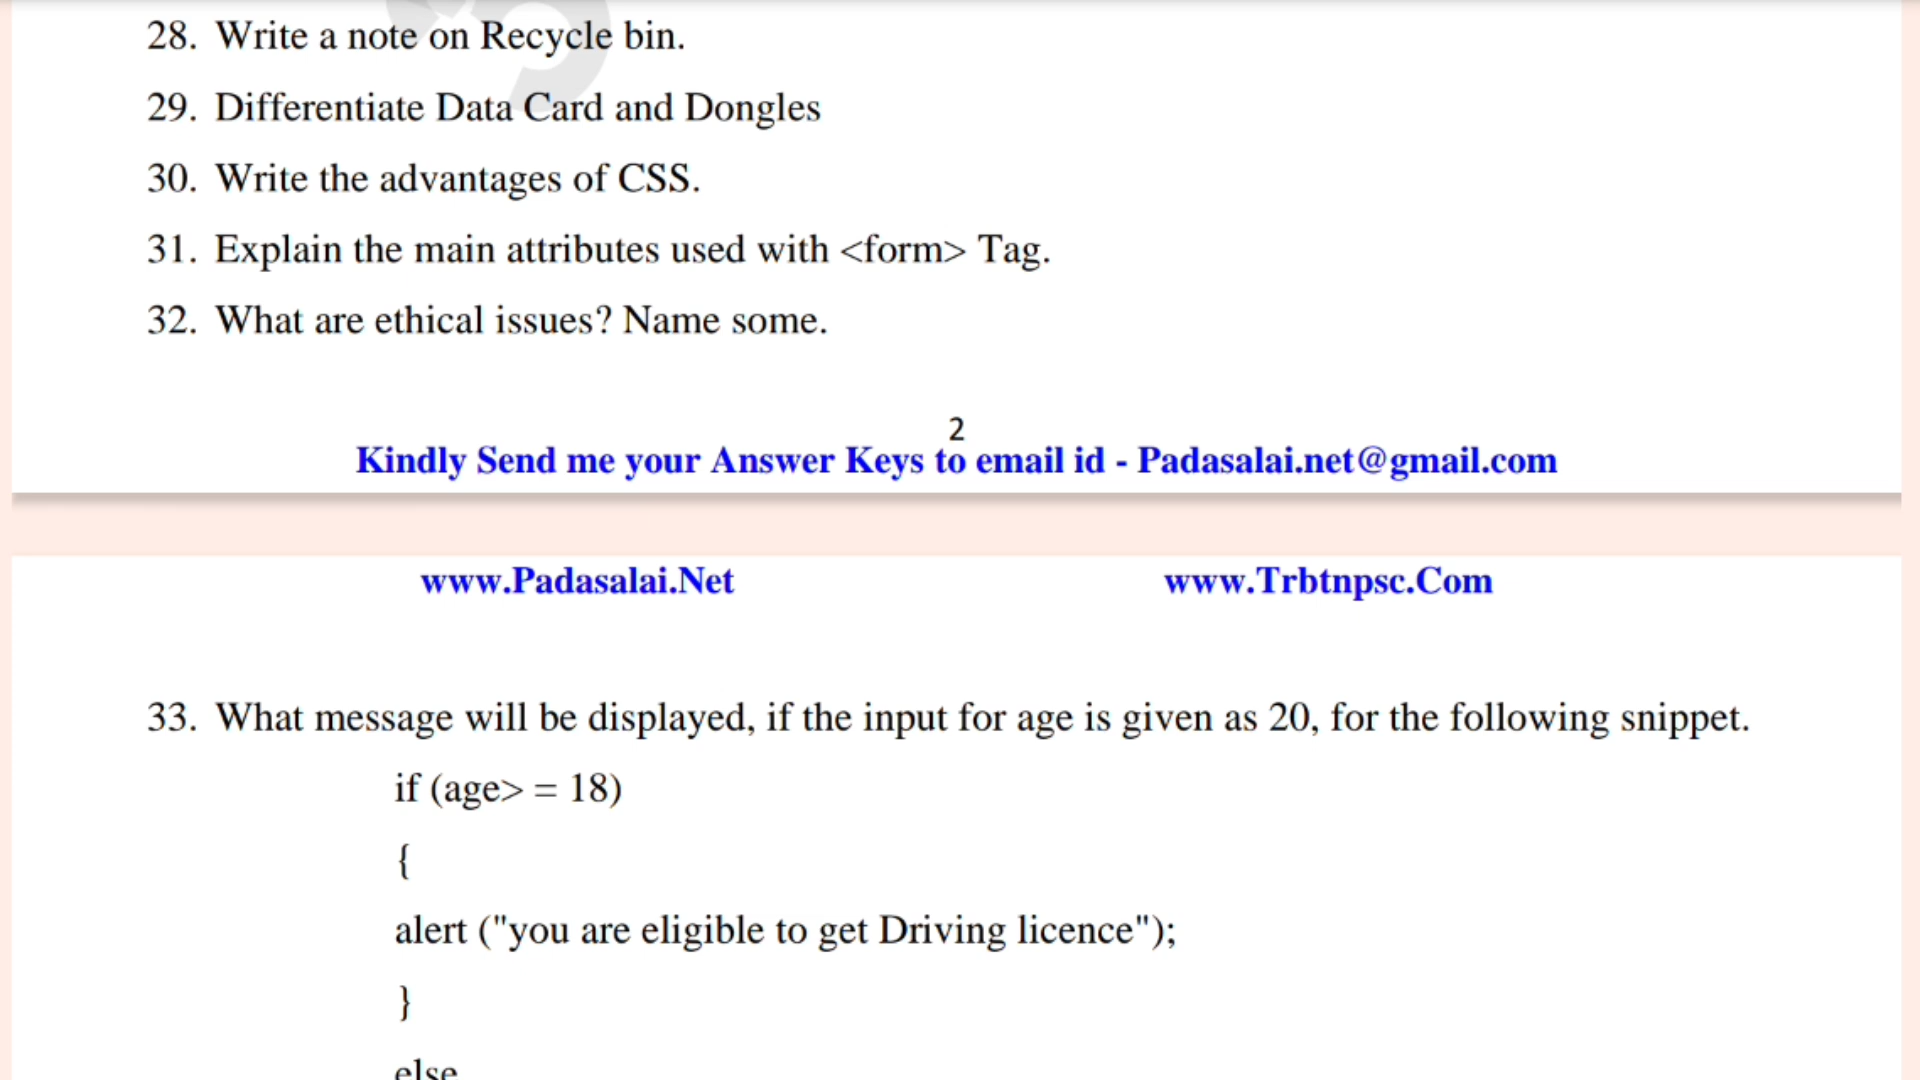 28. Write a note on Recycle bin.
29. Differentiate Data Card and Dongles
30. Write the advantages of CSS.
31. Explain the main attributes used with <form> Tag.
32. What are ethical issues? Name some.
2
Kindly Send me your Answer Keys to email id - Padasalai.net@gmail.com
www.Padasalai.Net www.Trbtnpsc.Com
33. What message will be displayed, if the input for age is given as 20, for the following snippet.
if (age> = 18)
{
alert ("you are eligible to get Driving licence");
}
else